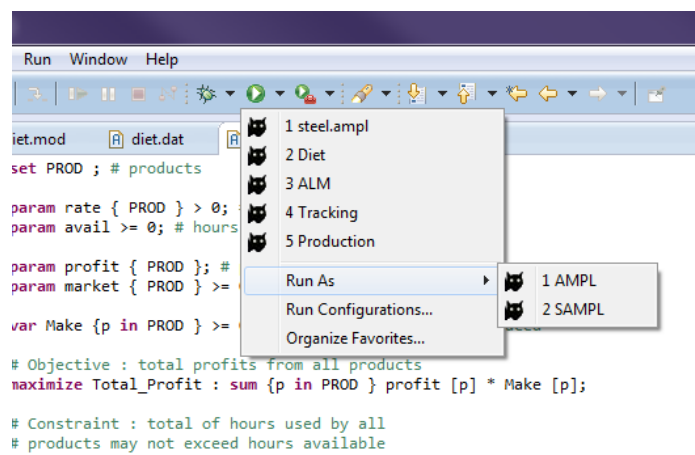 Run Window Help
iet.mod diet.dat
1 steel.ampl
2 Diet
3 ALM
4 Tracking
5 Production
Run As
Run Configurations...
Organize Favorites...
1 AMPL
2 SAMPL
set PROD ; # products
param rate { PROD } > 0;
param avail >= 0; # hours
param profit { PROD }; #
param market { PROD } >=
var Make {p in PROD } >=
# Objective : total profits from all products
maximize Total_Profit : sum {p in PROD } profit [p] * Make [p];
# Constraint : total of hours used by all
# products may not exceed hours available